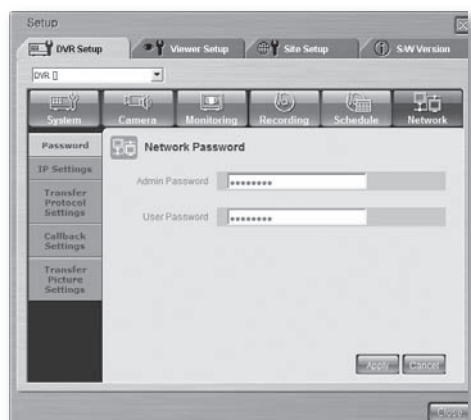 Setup
DVR Setup Viewer Setup Site Setup S/W Version
DVR []
System Camera Monitoring Recording Schedule Network
Password
IP Settings
Transfer
Protocol
Settings
Callback
Settings
Transfer
Picture
Settings
Network Password
Admin Password ********
User Password ********
Apply Cancel
Close